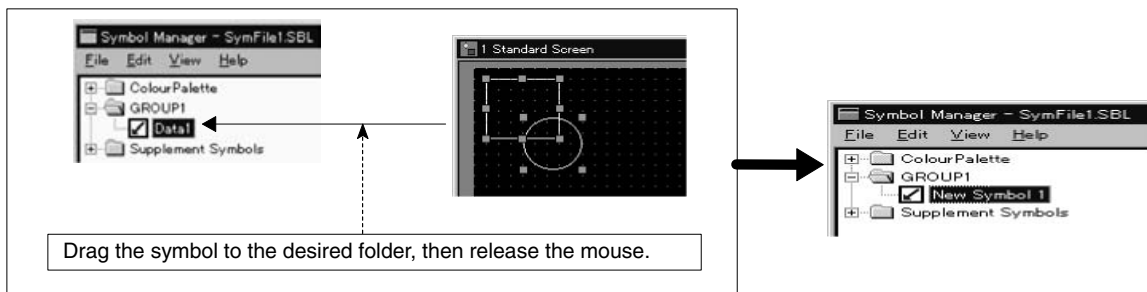 Symbol Manager - SymFile1.SBL
File Edit View Help
ColourPalette
GROUP1
Data1
Supplement Symbols
1 Standard Screen
Drag the symbol to the desired folder, then release the mouse.
Symbol Manager - SymFile1.SBL
File Edit View Help
ColourPalette
GROUP1
New Symbol 1
Supplement Symbols